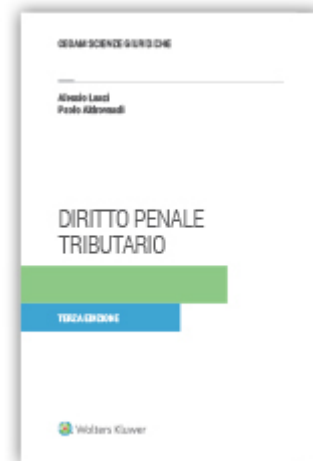 CEDAM SCIENZE GIURIDICHE
Alessio Lanzi
Paolo Aldrovandi
DIRITTO PENALE
TRIBUTARIO
TERZA EDIZIONE
Wolters Kluwer